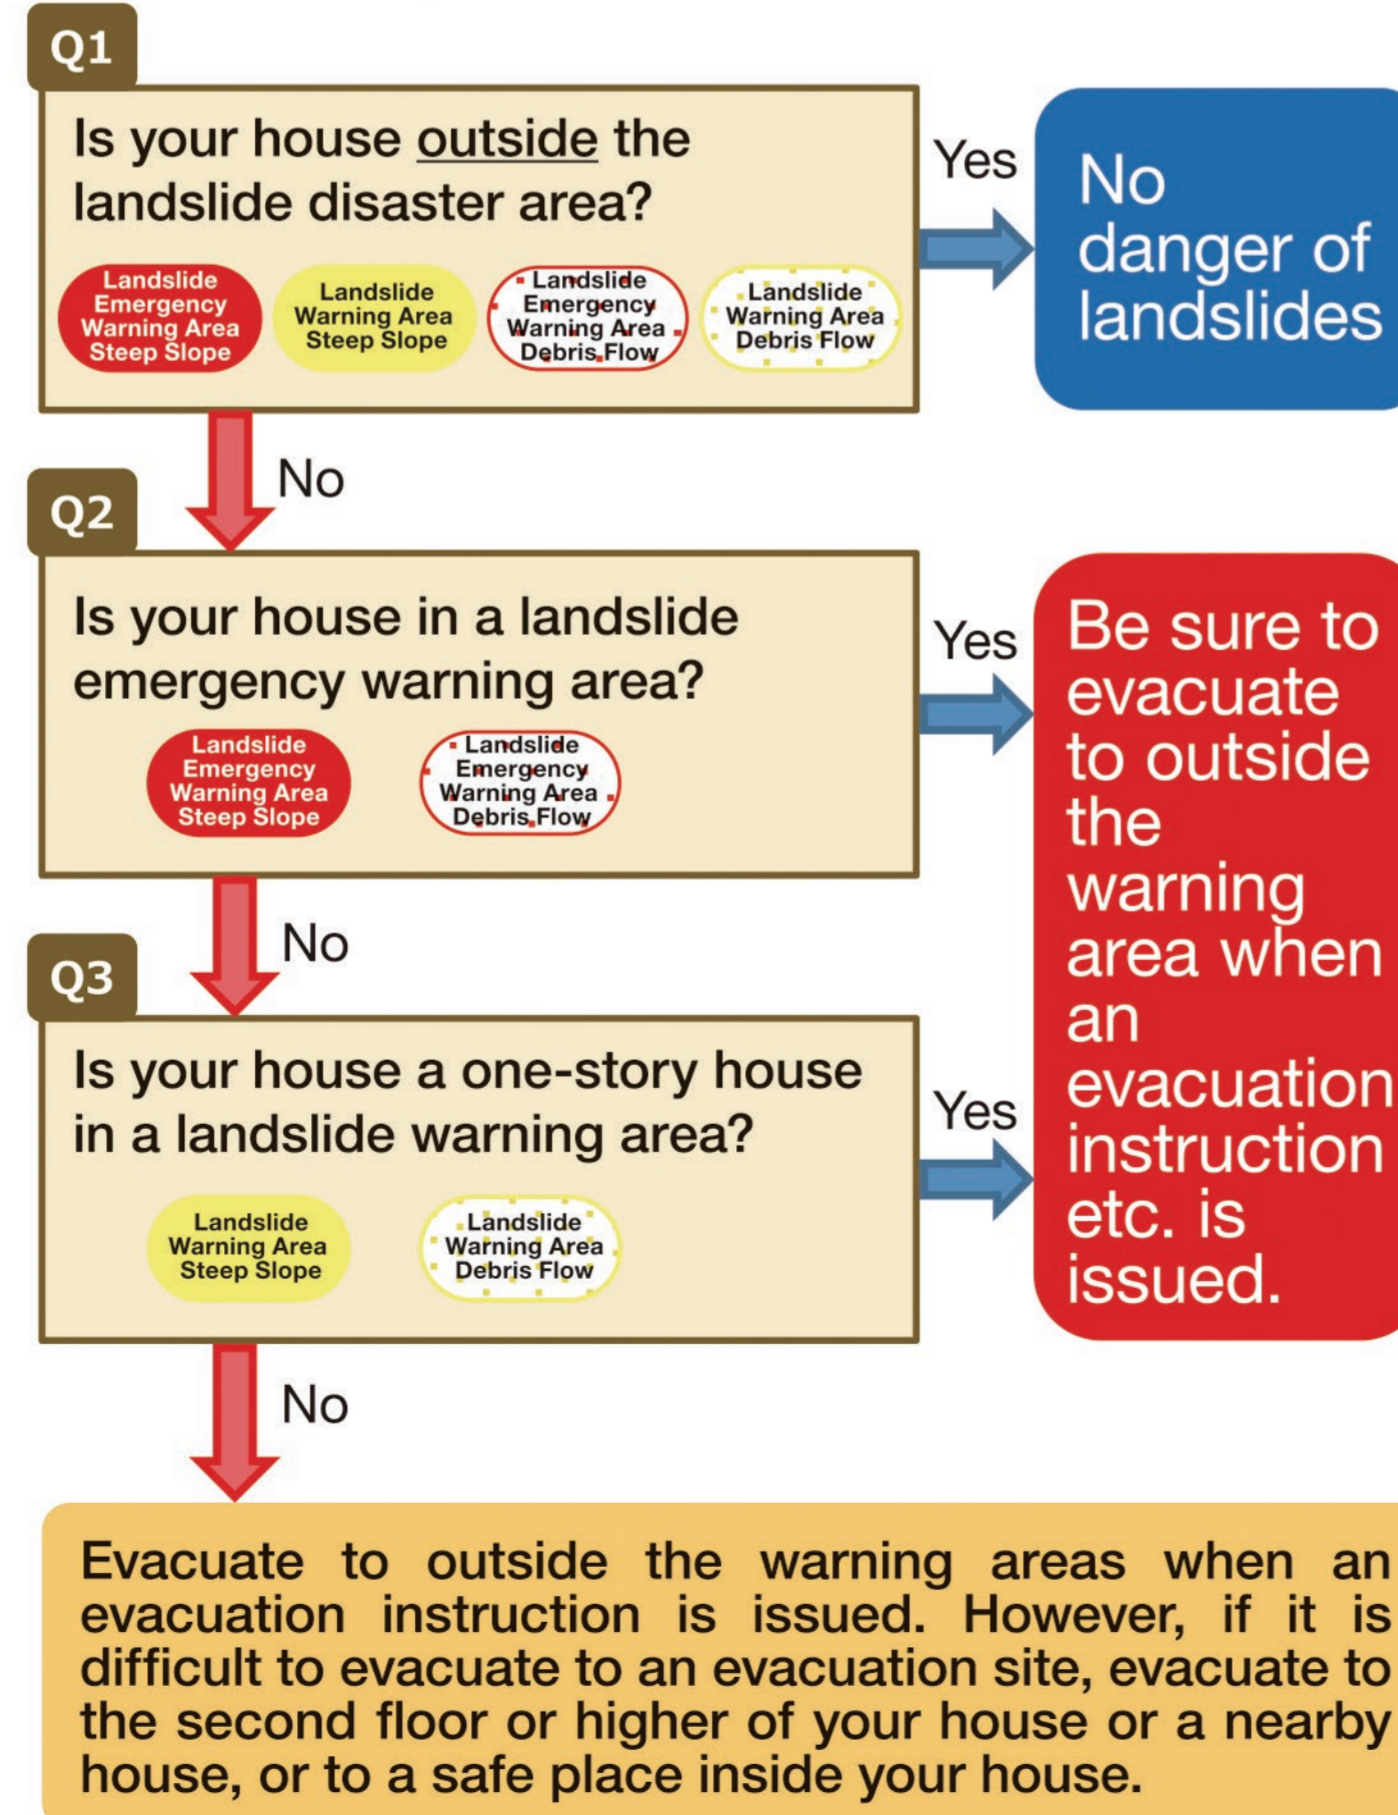 Q1
Is your house outside the
landslide disaster area?
Landslide
Emergency
Warning Area
Steep Slope
Landslide
Warning Area
Steep Slope
Landslide
Emergency
Warning Area
Debris Flow
Landslide
Warning Area
Debris Flow
Yes
No
danger of
landslides
No
Q2
Is your house in a landslide
emergency warning area?
Landslide
Emergency
Warning Area
Steep Slope
Landslide
Emergency
Warning Area
Debris Flow
Yes
Be sure to
evacuate
to outside
the
warning
area when
an
evacuation
instruction
etc. is
issued.
No
Q3
Is your house a one-story house
in a landslide warning area?
Landslide
Warning Area
Steep Slope
Landslide
Warning Area
Debris Flow
Yes
No
Evacuate to outside the warning areas when an
evacuation instruction is issued. However, if it is
difficult to evacuate to an evacuation site, evacuate to
the second floor or higher of your house or a nearby
house, or to a safe place inside your house.